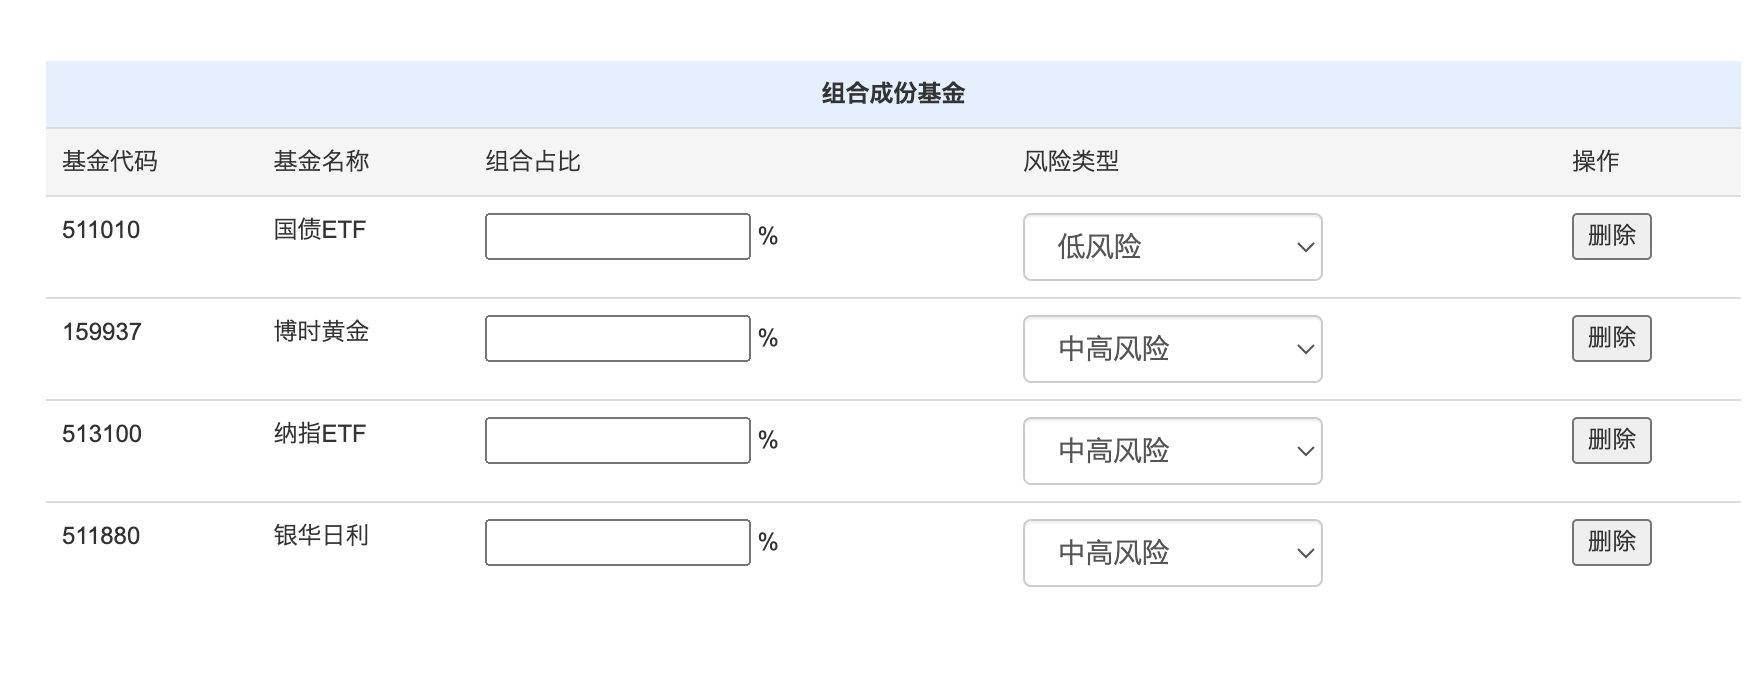 组合成份基金
基金代码 基金名称 组合占比 风险类型 操作
511010 国债ETF % 低风险 删除
159937 博时黄金 % 中高风险 删除
513100 纳指ETF % 中高风险 删除
511880 银华日利 % 中高风险 删除